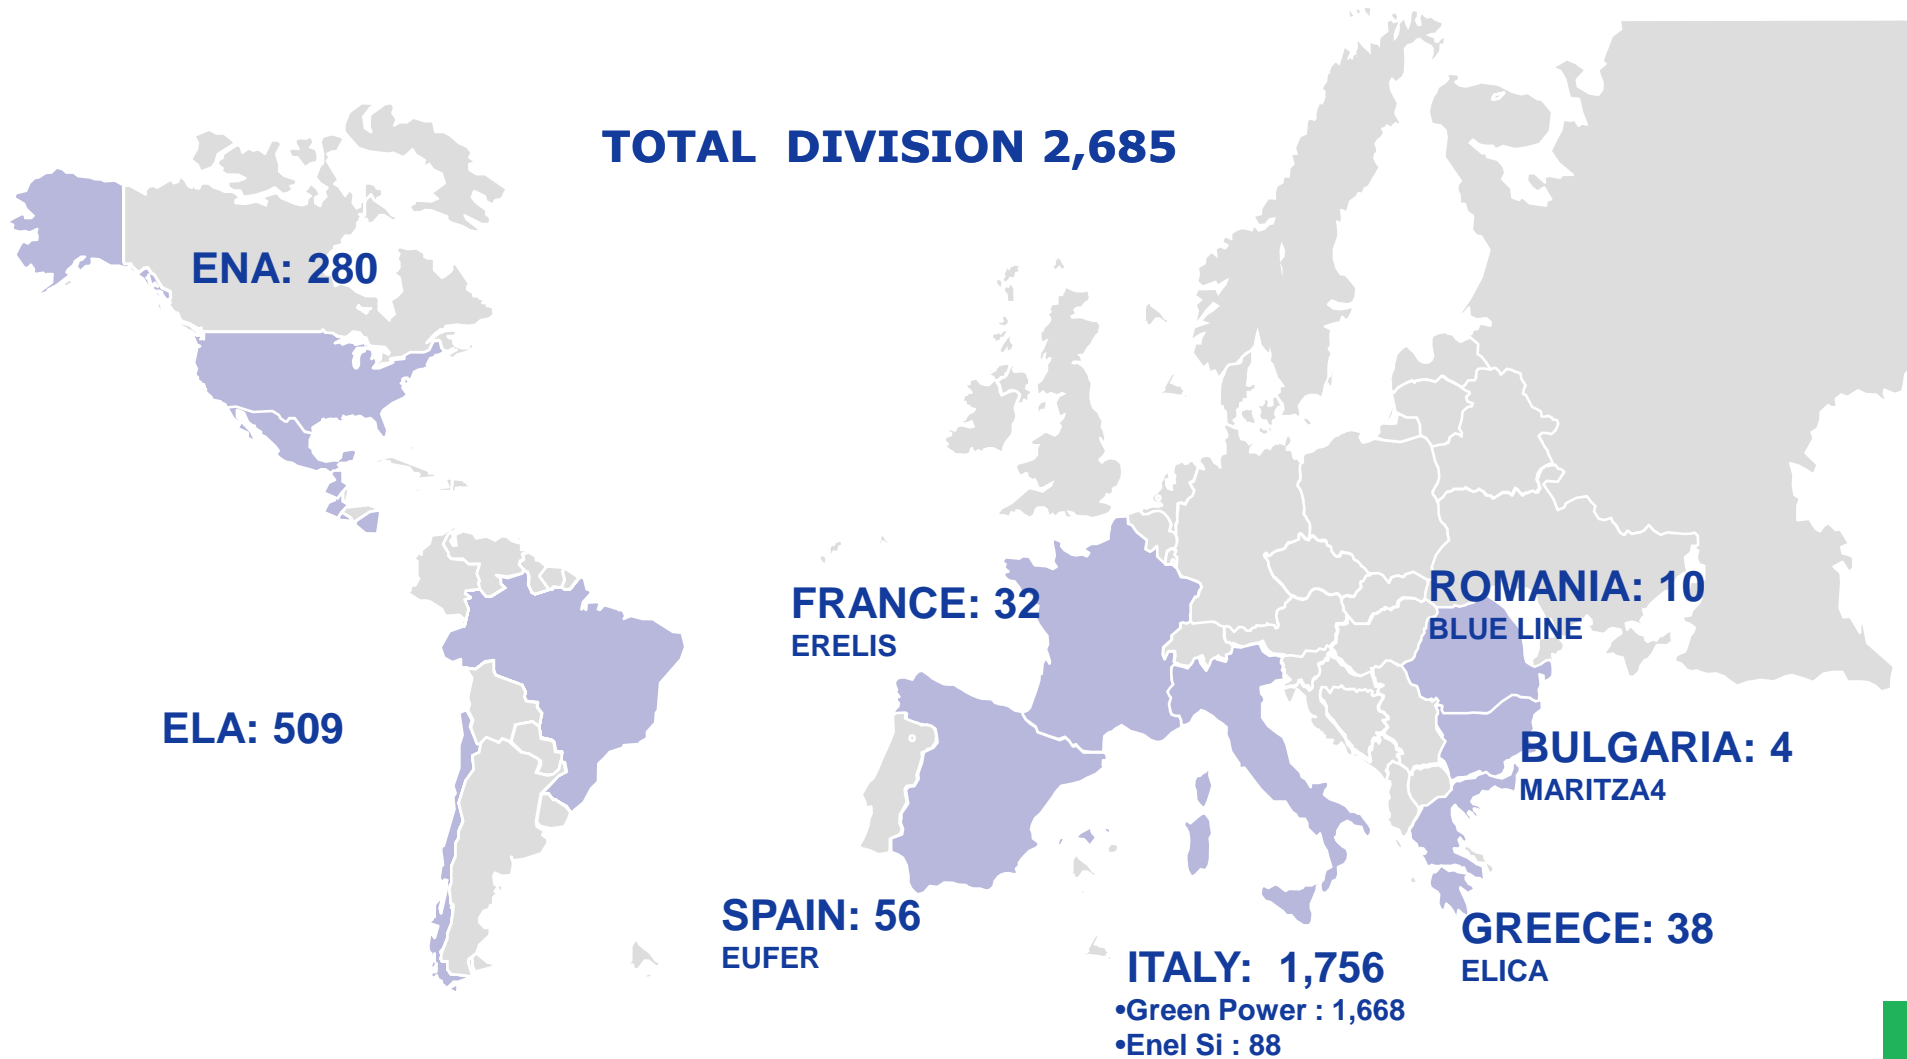 TOTAL DIVISION 2,685
ENA: 280
FRANCE: 32
ERELIS
ROMANIA: 10
BLUE LINE
ELA: 509
BULGARIA: 4
MARITZA4
SPAIN: 56
EUFER
GREECE: 38
ELICA
ITALY: 1,756
•Green Power : 1,668
•Enel Si : 88